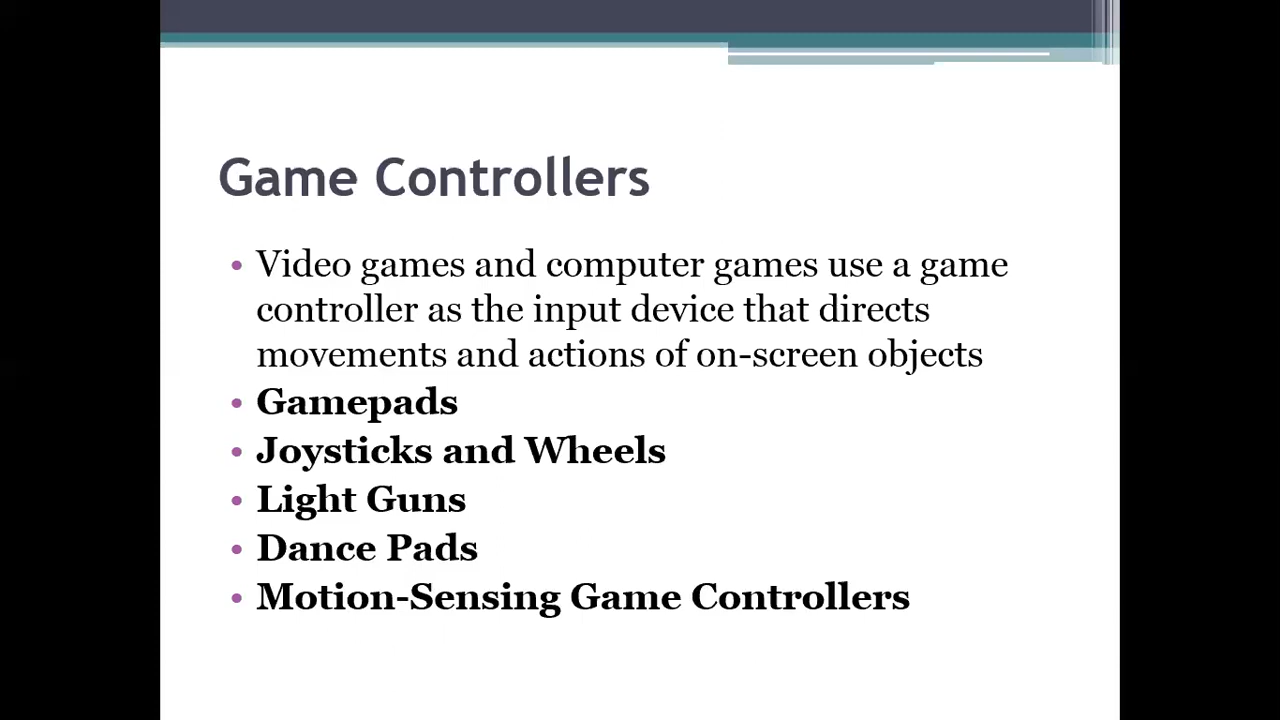 Game Controllers
• Video games and computer games use a game
controller as the input device that directs
movements and actions of on-screen objects
• Gamepads
• Joysticks and Wheels
• Light Guns
• Dance Pads
• Motion-Sensing Game Controllers